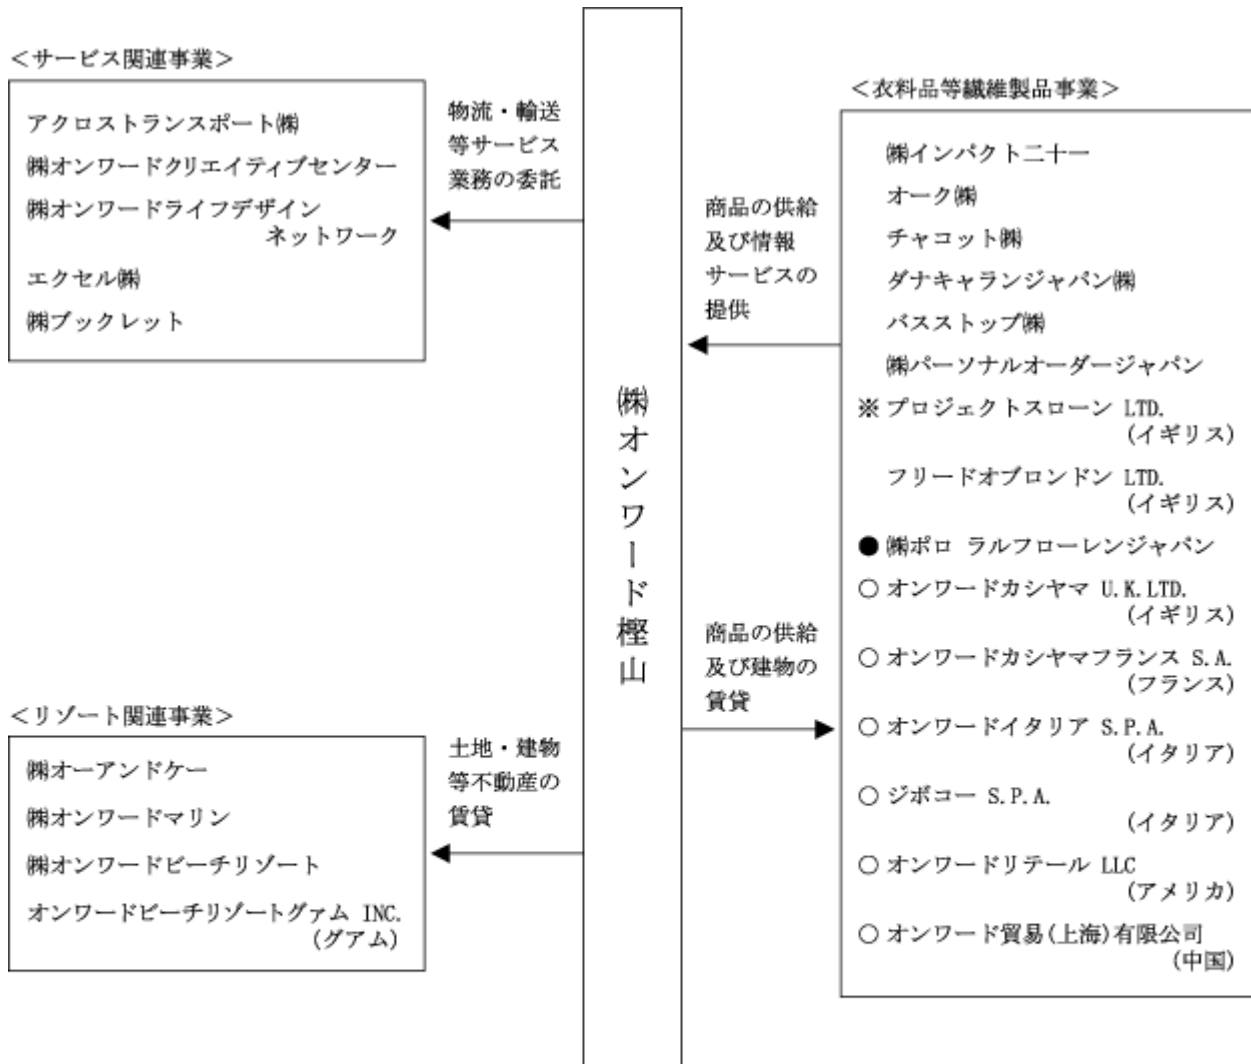 ＜サービス関連事業＞
アクロストランスポート㈱
㈱オンワードクリエイティブセンター
㈱オンワードライフデザイン
ネットワーク
エクセル㈱
㈱ブックレット
物流・輸送
等サービス
業務の委託
＜リゾート関連事業＞
㈱オーアンドケー
㈱オンワードマリン
㈱オンワードビーチリゾート
オンワードビーチリゾートグァム INC.
(グアム)
土地・建物
等不動産の
賃貸
㈱オンワード樫山
商品の供給
及び情報
サービスの
提供
商品の供給
及び建物の
賃貸
＜衣料品等繊維製品事業＞
㈱インパクト二十一
オーク㈱
チャコット㈱
ダナキャランジャパン㈱
バスストップ㈱
㈱パーソナルオーダージャパン
※ プロジェクトスローン LTD.
(イギリス)
フリードオブロンドン LTD.
(イギリス)
● ㈱ポロ ラルフローレンジャパン
○ オンワードカシヤマ U.K.LTD.
(イギリス)
○ オンワードカシヤマフランス S.A.
(フランス)
○ オンワードイタリア S.P.A.
(イタリア)
○ ジボコー S.P.A.
(イタリア)
○ オンワードリテール LLC
(アメリカ)
○ オンワード貿易(上海)有限公司
(中国)